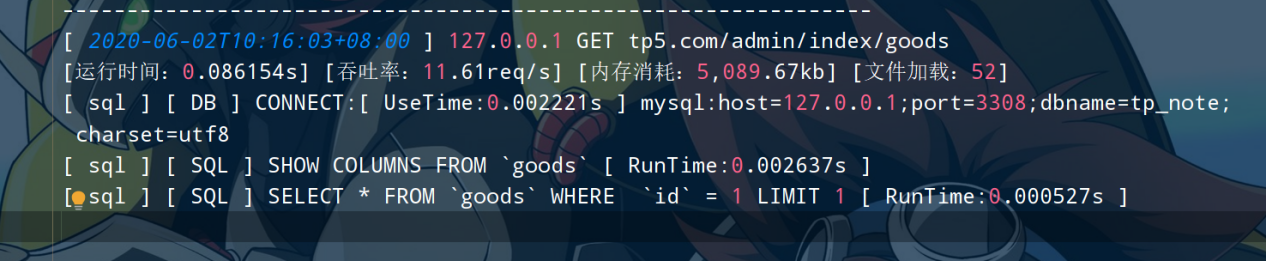 ---------------------------------------------------------------
[ 2020-06-02T10:16:03+08:00 ] 127.0.0.1 GET tp5.com/admin/index/goods
[运行时间：0.086154s] [吞吐率：11.61req/s] [内存消耗：5,089.67kb] [文件加载：52]
[ sql ] [ DB ] CONNECT:[ UseTime:0.002221s ] mysql:host=127.0.0.1;port=3308;dbname=tp_note;
charset=utf8
[ sql ] [ SQL ] SHOW COLUMNS FROM `goods` [ RunTime:0.002637s ]
[ sql ] [ SQL ] SELECT * FROM `goods` WHERE  `id` = 1 LIMIT 1 [ RunTime:0.000527s ]